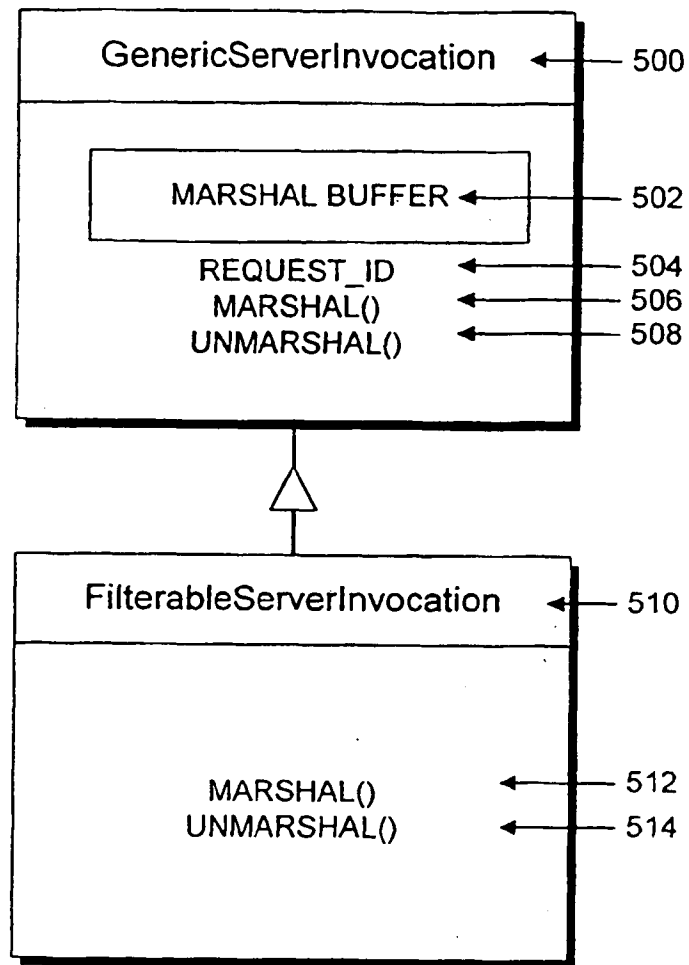 GenericServerInvocation 500
MARSHAL BUFFER 502
REQUEST_ID 504
MARSHAL() 506
UNMARSHAL() 508
FilterableServerInvocation 510
MARSHAL() 512
UNMARSHAL() 514